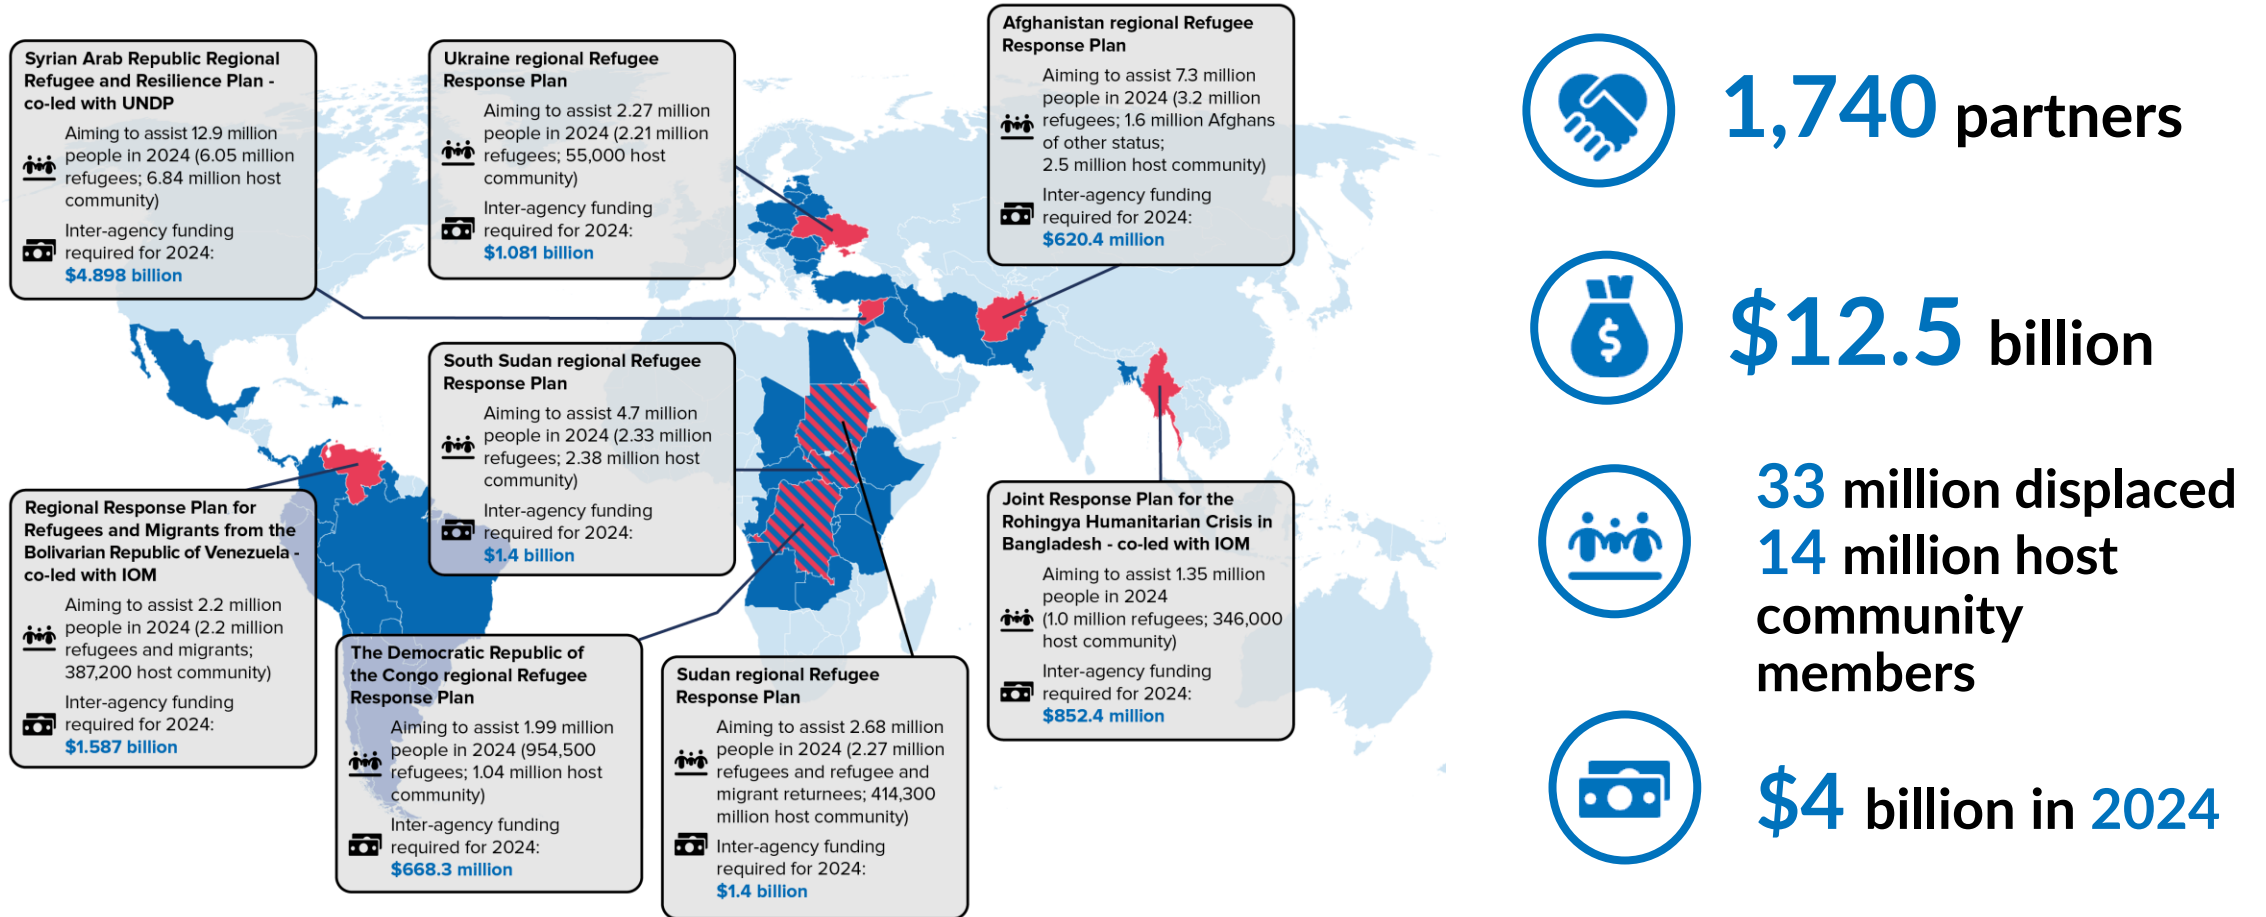 Syrian Arab Republic Regional
Refugee and Resilience Plan -
co-led with UNDP
Aiming to assist 12.9 million
people in 2024 (6.05 million
refugees; 6.84 million host
community)
Inter-agency funding
required for 2024:
$4.898 billion
Ukraine regional Refugee
Response Plan
Aiming to assist 2.27 million
people in 2024 (2.21 million
refugees; 55,000 host
community)
Inter-agency funding
required for 2024:
$1.081 billion
Afghanistan regional Refugee
Response Plan
Aiming to assist 7.3 million
people in 2024 (3.2 million
refugees; 1.6 million Afghans
of other status;
2.5 million host community)
Inter-agency funding
required for 2024:
$620.4 million
South Sudan regional Refugee
Response Plan
Aiming to assist 4.7 million
people in 2024 (2.33 million
refugees; 2.38 million host
community)
Inter-agency funding
required for 2024:
$1.4 billion
Regional Response Plan for
Refugees and Migrants from the
Bolivarian Republic of Venezuela -
co-led with IOM
Aiming to assist 2.2 million
people in 2024 (2.2 million
refugees and migrants;
387,200 host community)
Inter-agency funding
required for 2024:
$1.587 billion
The Democratic Republic of
the Congo regional Refugee
Response Plan
Aiming to assist 1.99 million
people in 2024 (954,500
refugees; 1.04 million host
community)
Inter-agency funding
required for 2024:
$668.3 million
Sudan regional Refugee
Response Plan
Aiming to assist 2.68 million
people in 2024 (2.27 million
refugees and refugee and
migrant returnees; 414,300
million host community)
Inter-agency funding
required for 2024:
$1.4 billion
Joint Response Plan for the
Rohingya Humanitarian Crisis in
Bangladesh - co-led with IOM
Aiming to assist 1.35 million
people in 2024
(1.0 million refugees; 346,000
host community)
Inter-agency funding
required for 2024:
$852.4 million
1,740 partners
$12.5 billion
33 million displaced
14 million host
community
members
$4 billion in 2024